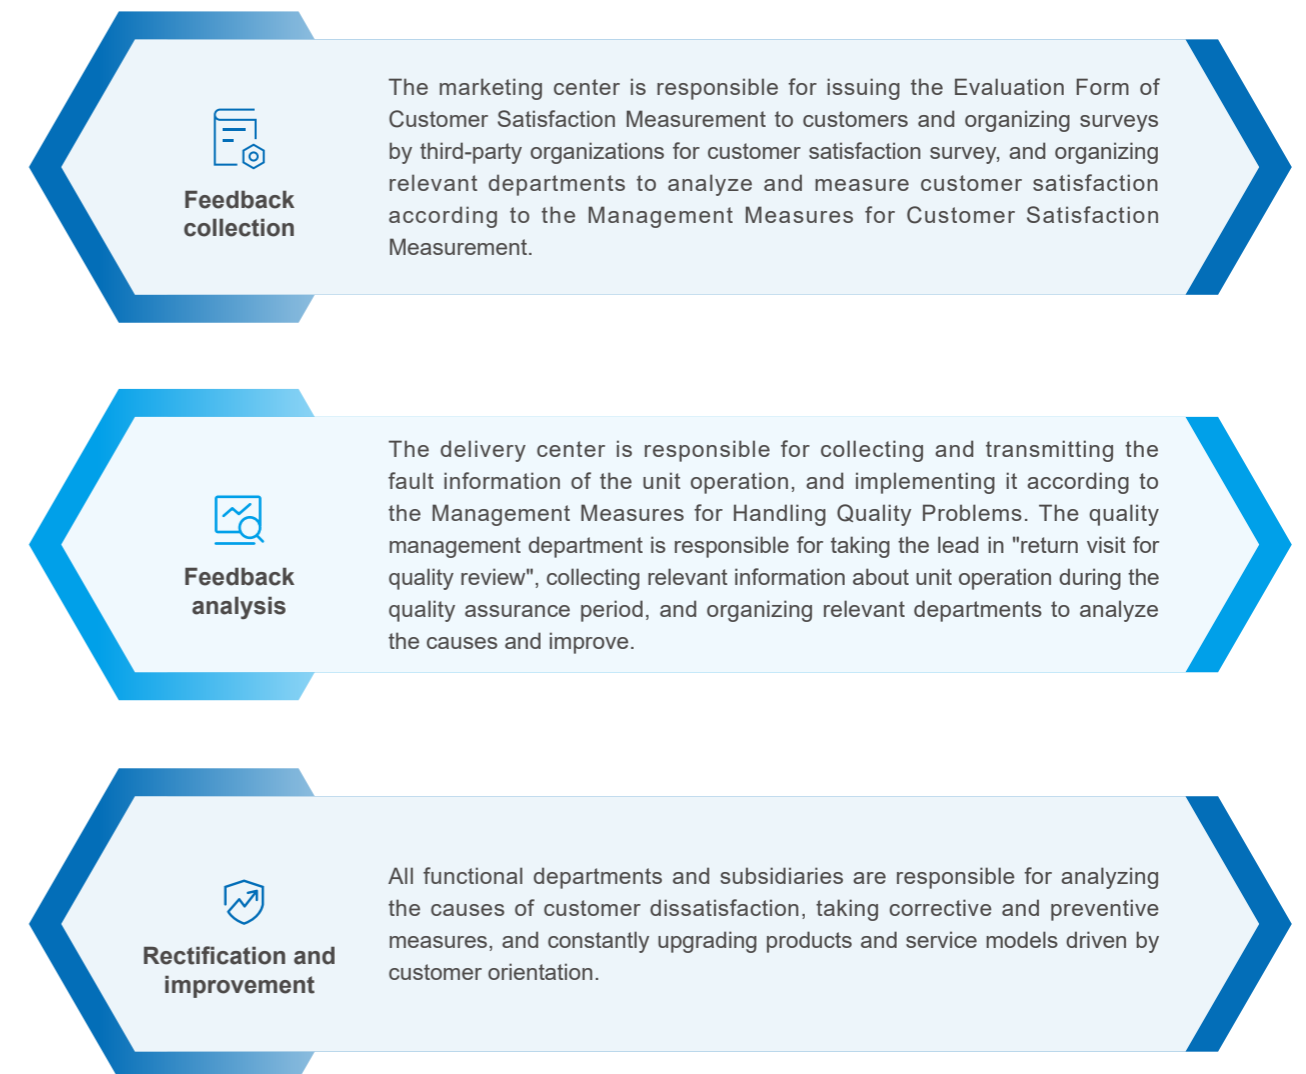 Feedback
collection
The marketing center is responsible for issuing the Evaluation Form of
Customer Satisfaction Measurement to customers and organizing surveys
by third-party organizations for customer satisfaction survey, and organizing
relevant departments to analyze and measure customer satisfaction
according to the Management Measures for Customer Satisfaction
Measurement.
Feedback
analysis
The delivery center is responsible for collecting and transmitting the
fault information of the unit operation, and implementing it according to
the Management Measures for Handling Quality Problems. The quality
management department is responsible for taking the lead in "return visit for
quality review", collecting relevant information about unit operation during the
quality assurance period, and organizing relevant departments to analyze
the causes and improve.
Rectification and
improvement
All functional departments and subsidiaries are responsible for analyzing
the causes of customer dissatisfaction, taking corrective and preventive
measures, and constantly upgrading products and service models driven by
customer orientation.